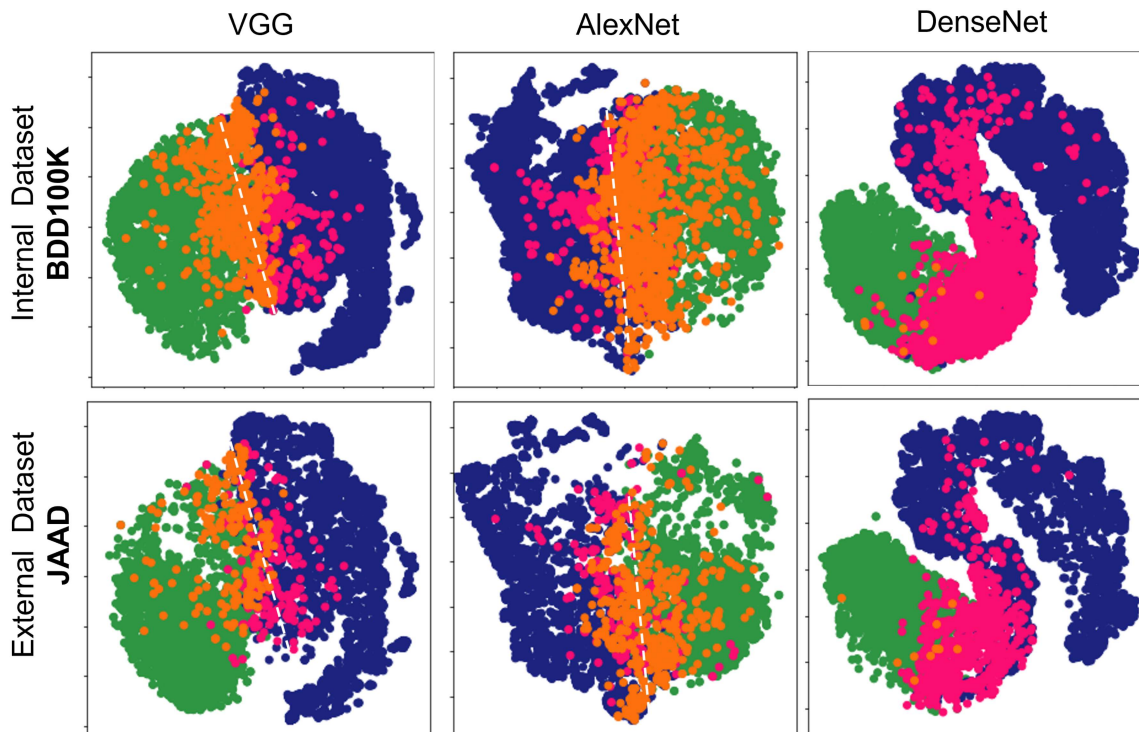 VGG
AlexNet
DenseNet
Internal Dataset
BDD100K
External Dataset
JAAD